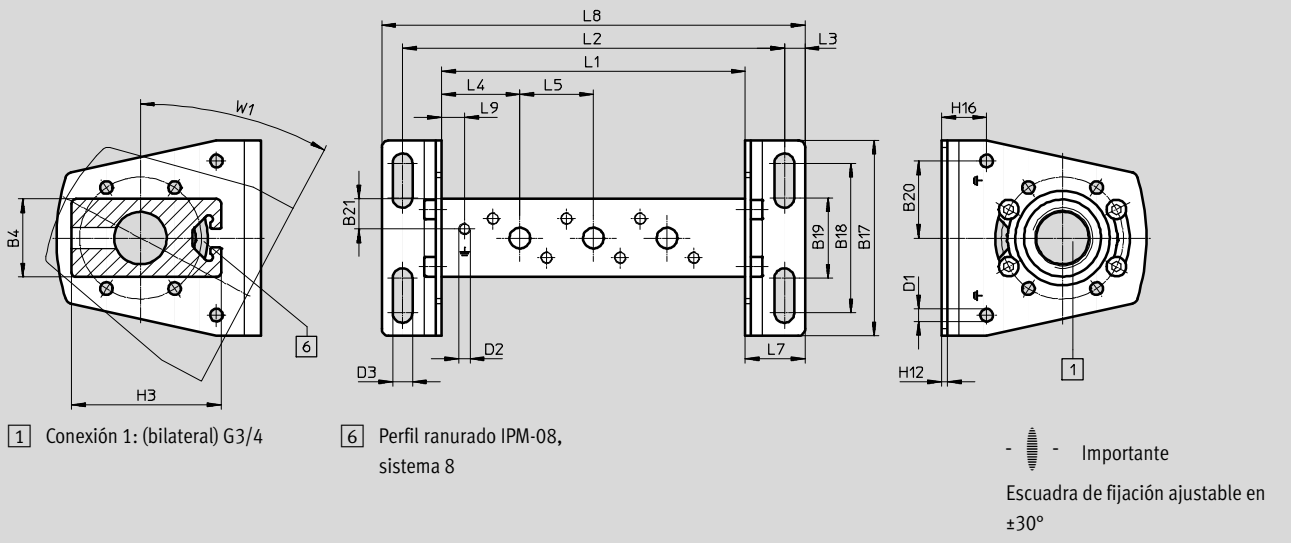 L8
L2
L3
L1
L4
L5
L9
W1
H16
B21
B4
B20
B19
B18
B17
D1
6
D2
L7
D3
H12
1
H3
1 Conexión 1: (bilateral) G3/4
6 Perfil ranurado IPM-08,
sistema 8
- - Importante
Escuadra de fijación ajustable en
±30°